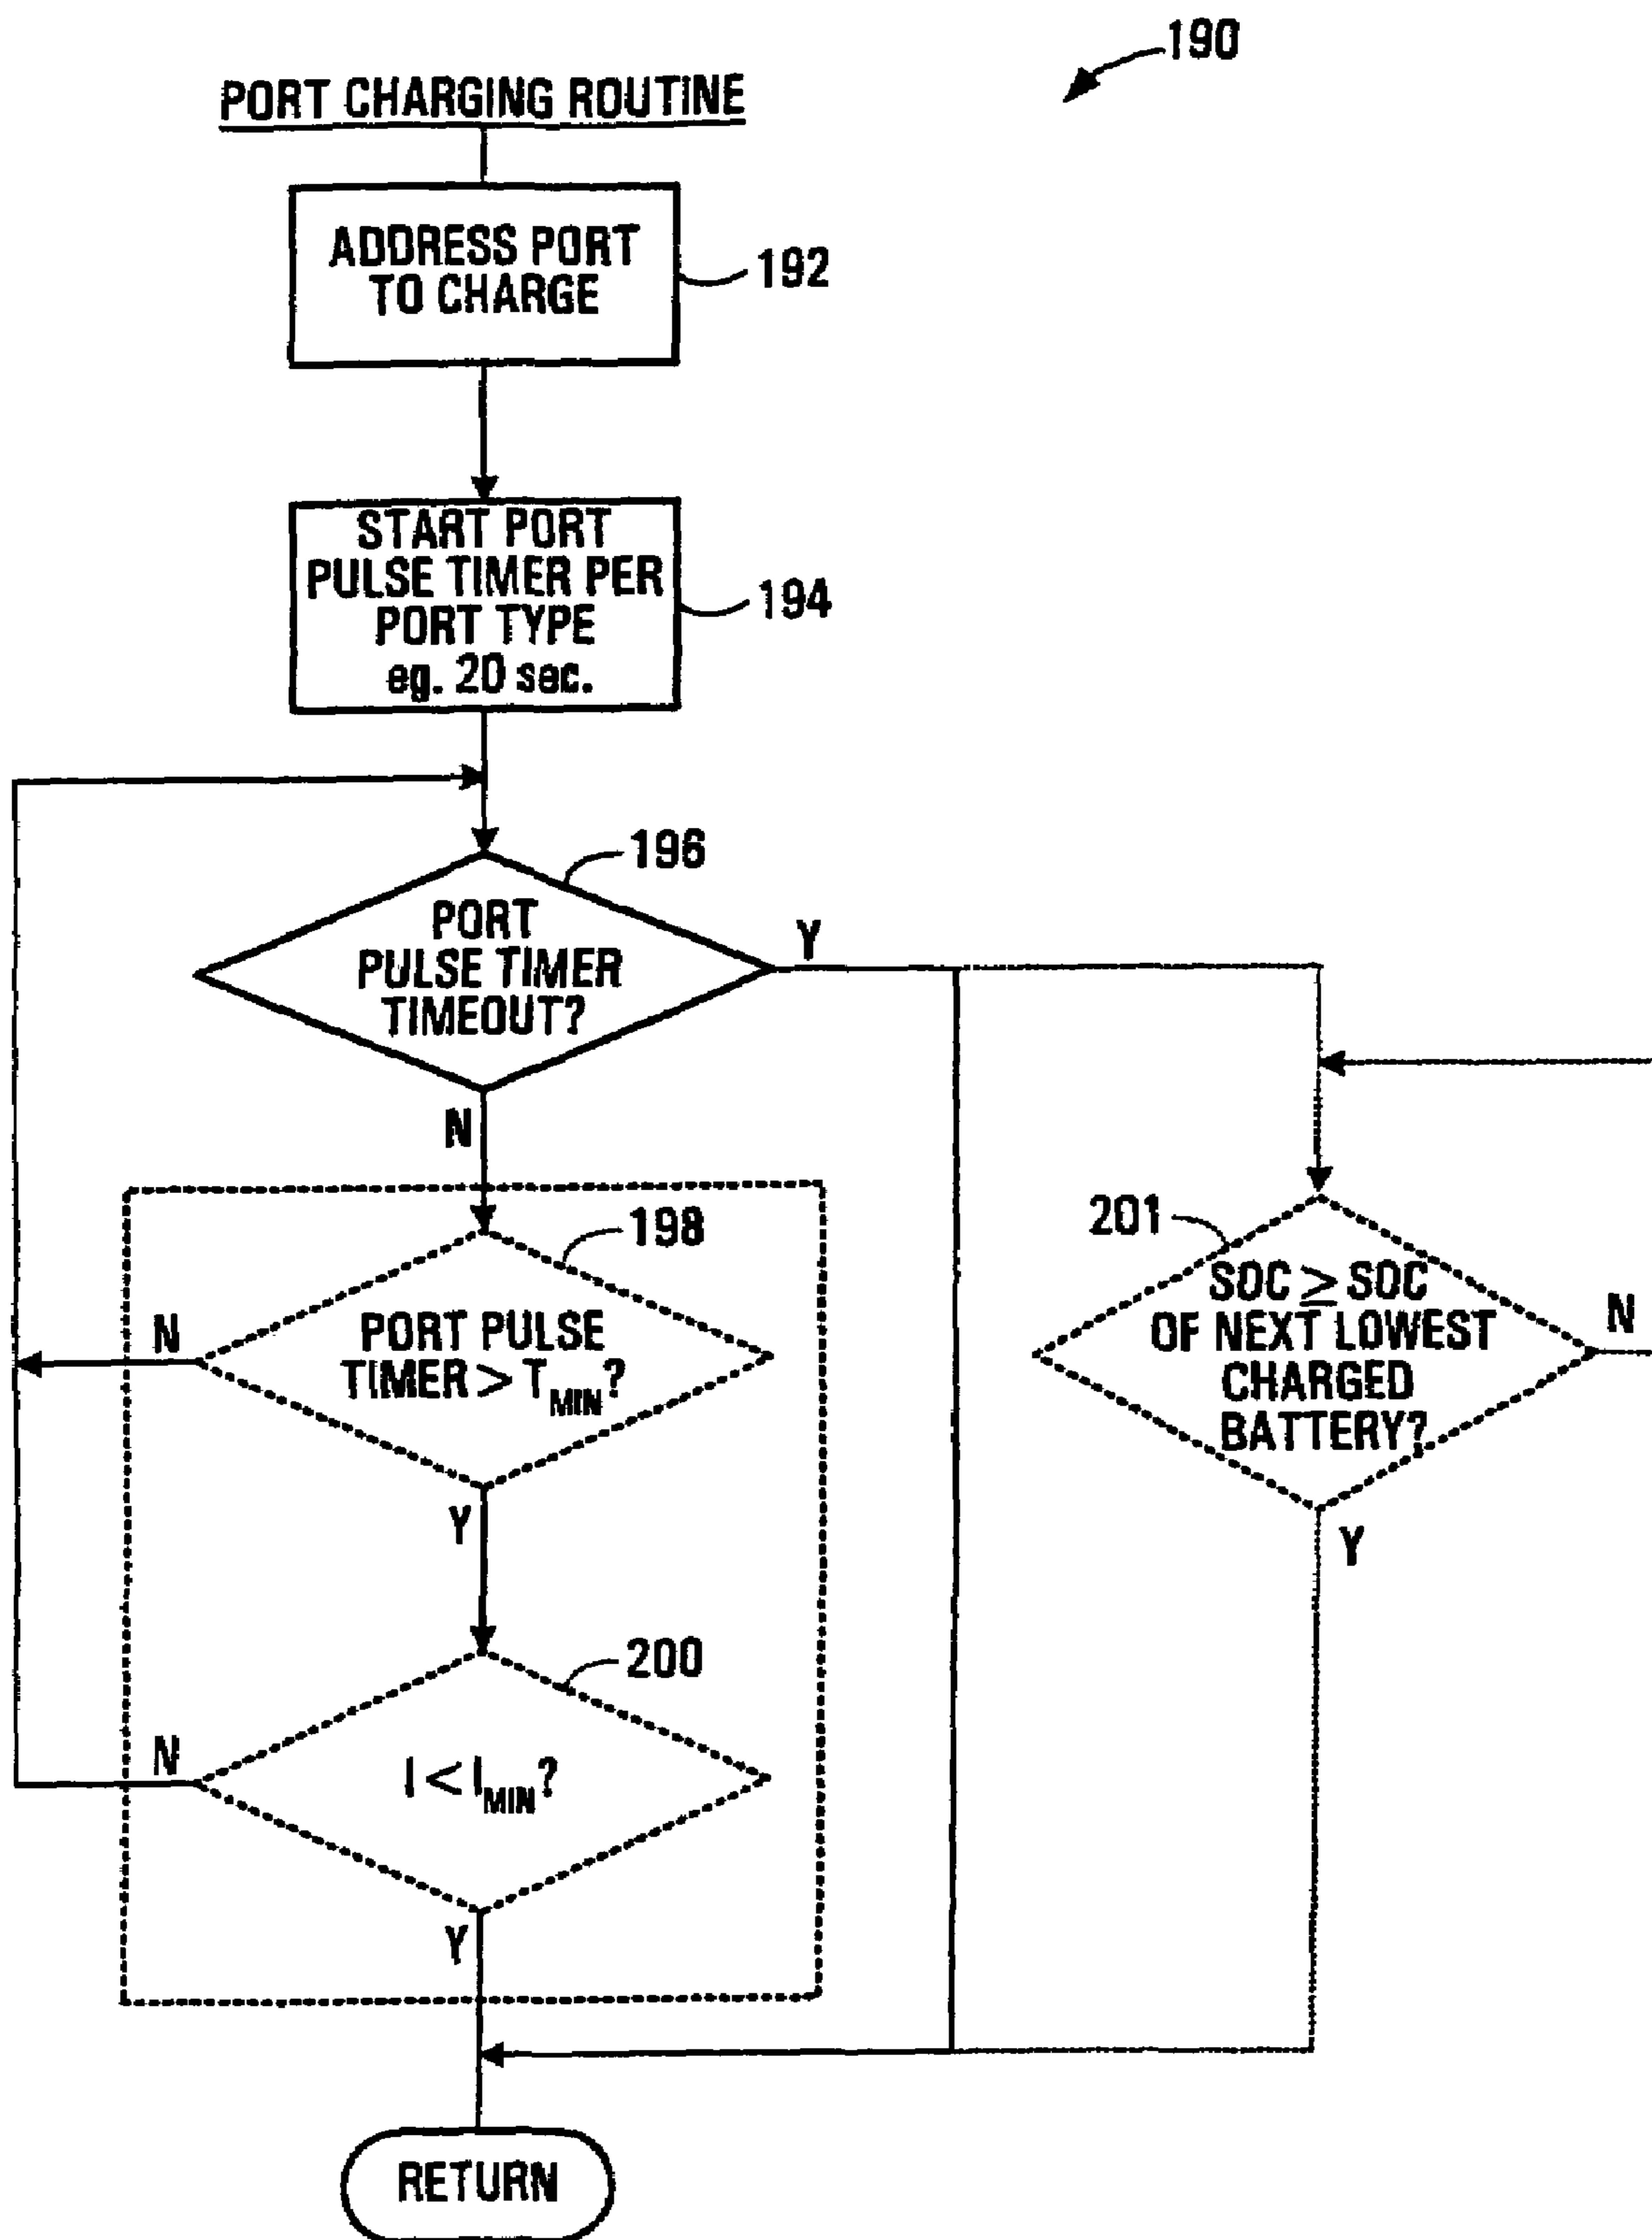 190
PORT CHARGING ROUTINE
ADDRESS PORT
TO CHARGE
192
START PORT
PULSE TIMER PER
PORT TYPE
eg. 20 sec.
194
196
PORT
PULSE TIMER
TIMEOUT?
Y
N
198
PORT PULSE
TIMER > T_MIN?
N
Y
201
SOC ≥ SOC
OF NEXT LOWEST
CHARGED
BATTERY?
N
Y
200
I < I_MIN?
N
Y
RETURN